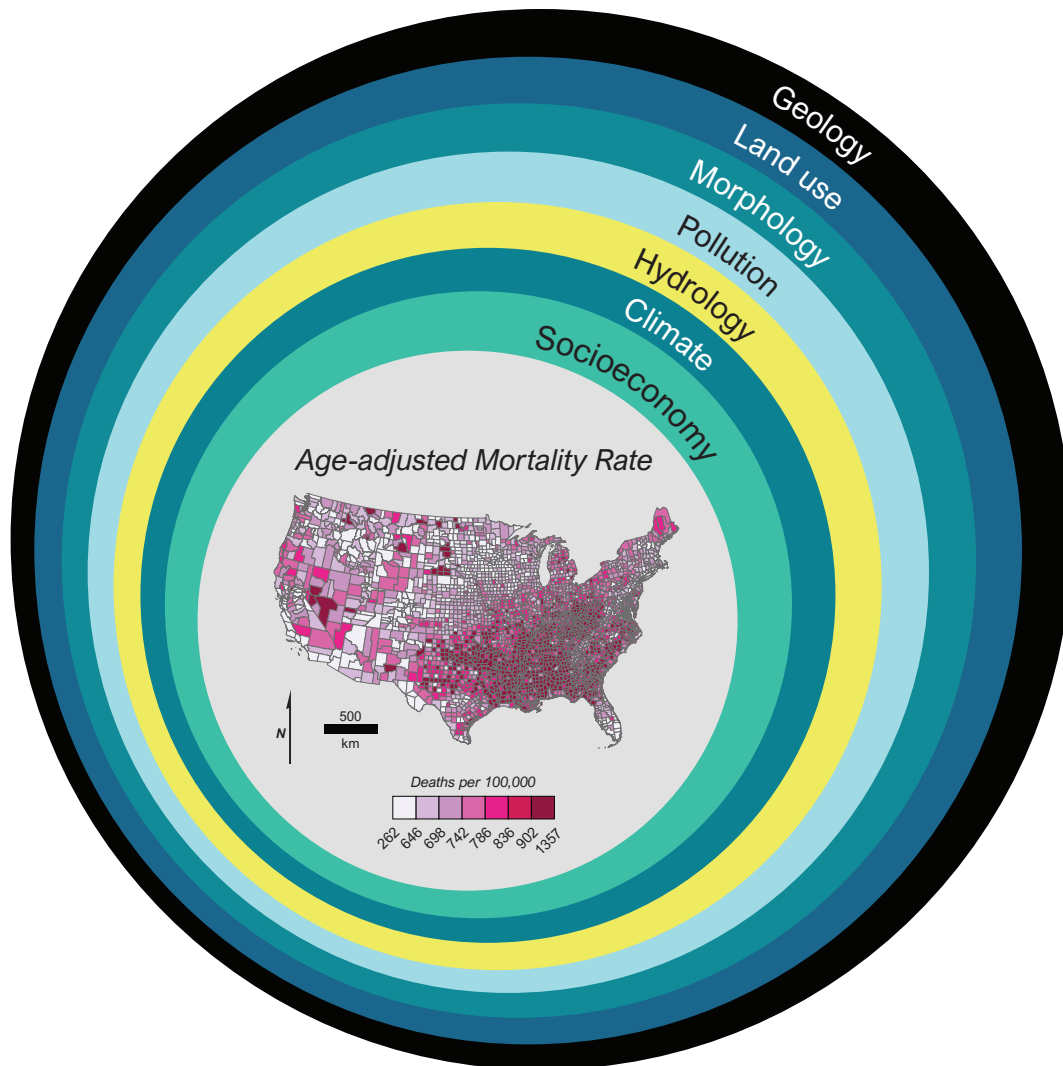 Geology
Land use
Morphology
Pollution
Hydrology
Climate
Socioeconomy
Age-adjusted Mortality Rate
N
500
km
Deaths per 100,000
262 646 698 742 786 836 902 1357